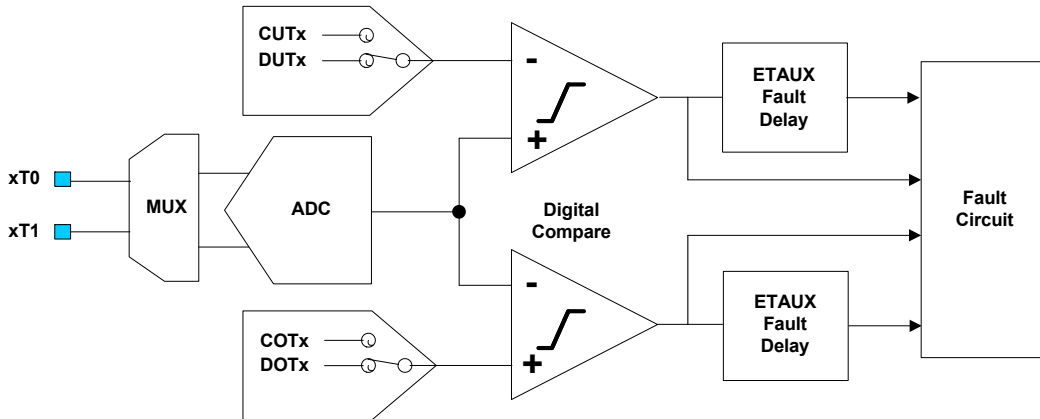 CUTx
DUTx
-
+
ETAUX
Fault
Delay
xT0
xT1
MUX
ADC
Digital
Compare
Fault
Circuit
-
+
ETAUX
Fault
Delay
COTx
DOTx